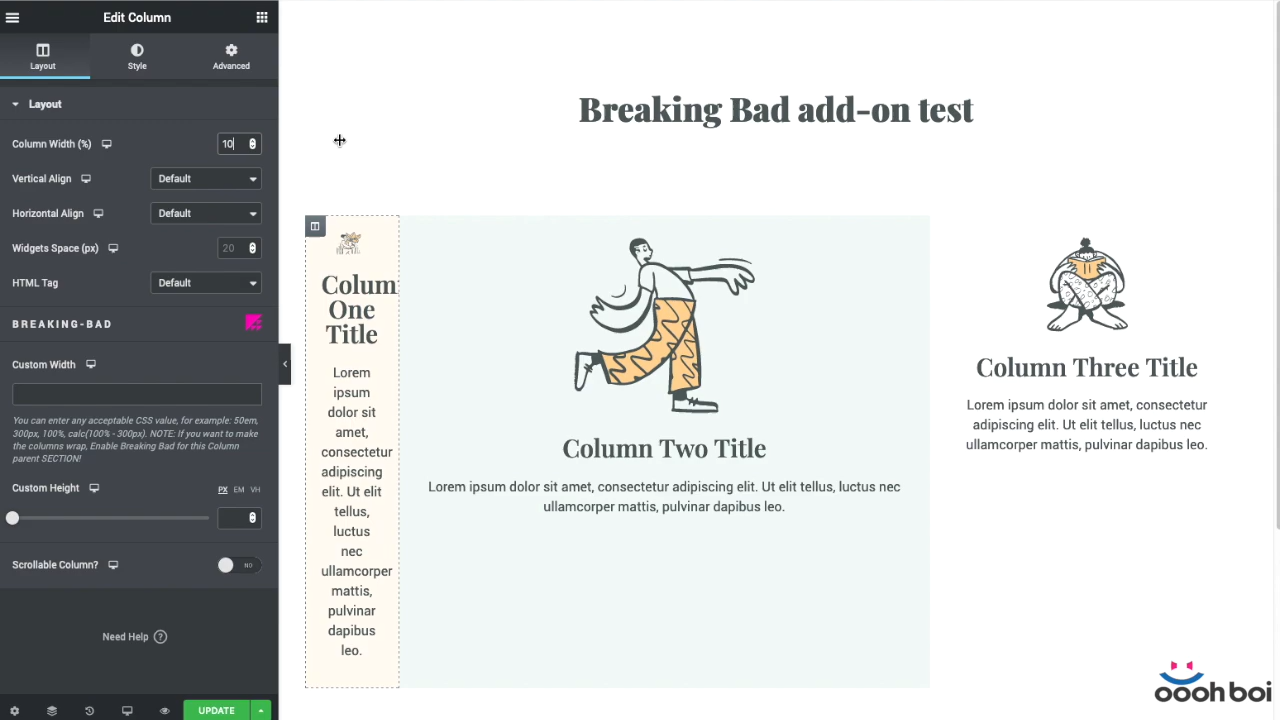 Edit Column
Layout
Style
Advanced
Layout
Column Width (%)
10
Vertical Align
Default
Horizontal Align
Default
Widgets Space (px)
20
HTML Tag
Default
BREAKING-BAD
Custom Width
You can enter any acceptable CSS value, for example: 50em,
300px, 100%, calc(100% - 300px). NOTE: If you want to make
the columns wrap, Enable Breaking Bad for this Column
parent SECTION!
Custom Height
PX EM VH
Scrollable Column?
NO
Need Help
UPDATE
Breaking Bad add-on test
Colum
One
Title
Lorem
ipsum
dolor sit
amet,
consectetur
adipiscing
elit. Ut elit
tellus,
luctus
nec
ullamcorper
mattis,
pulvinar
dapibus
leo.
Column Two Title
Lorem ipsum dolor sit amet, consectetur adipiscing elit. Ut elit tellus, luctus nec
ullamcorper mattis, pulvinar dapibus leo.
Column Three Title
Lorem ipsum dolor sit amet, consectetur
adipiscing elit. Ut elit tellus, luctus nec
ullamcorper mattis, pulvinar dapibus leo.
oooh boi